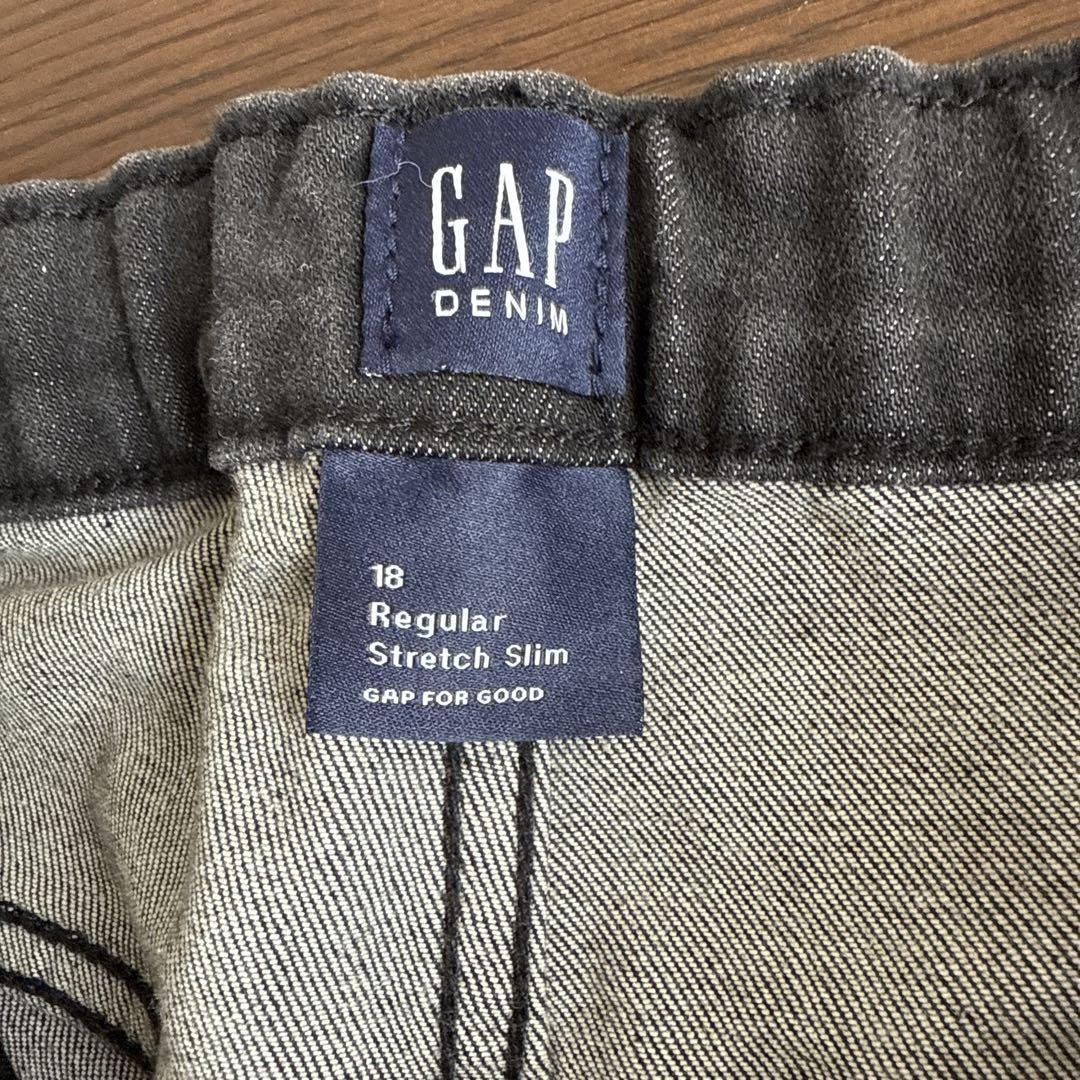 GAP
DENIM
18
Regular
Stretch Slim
GAP FOR GOOD